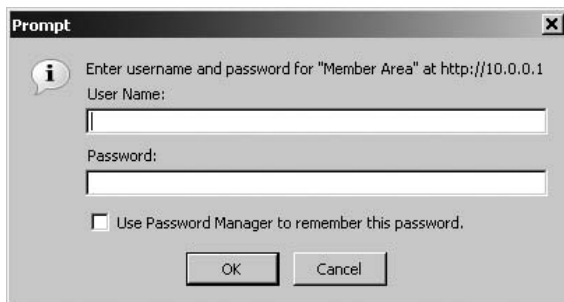 Prompt
Enter username and password for "Member Area" at http://10.0.0.1
User Name:
Password:
Use Password Manager to remember this password.
OK
Cancel